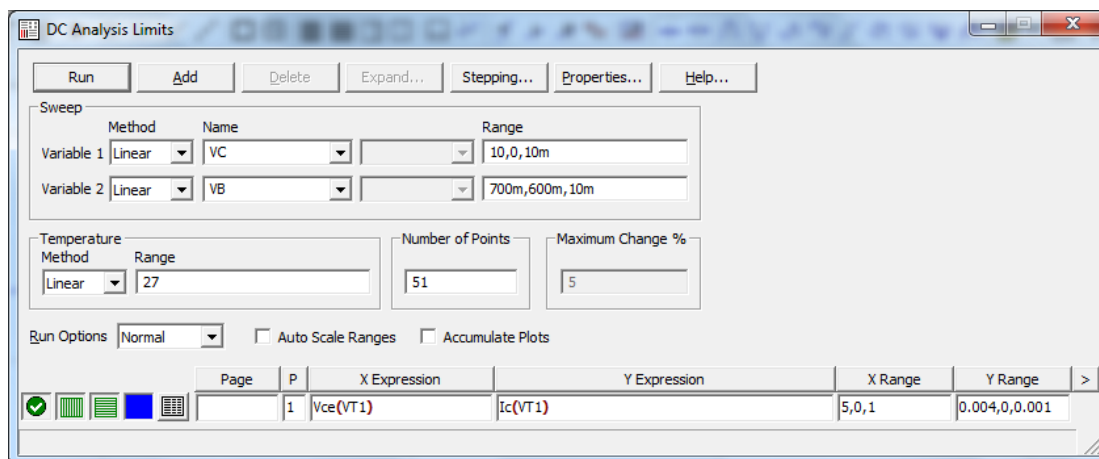 DC Analysis Limits
Run Add Delete Expand... Stepping... Properties... Help...
Sweep
Method Name Range
Variable 1 Linear VC 10,0,10m
Variable 2 Linear VB 700m,600m,10m
Temperature Number of Points Maximum Change %
Method Range
Linear 27 51 5
Run Options Normal Auto Scale Ranges Accumulate Plots
Page P X Expression Y Expression X Range Y Range >
1 Vce(VT1) Ic(VT1) 5,0,1 0.004,0,0.001